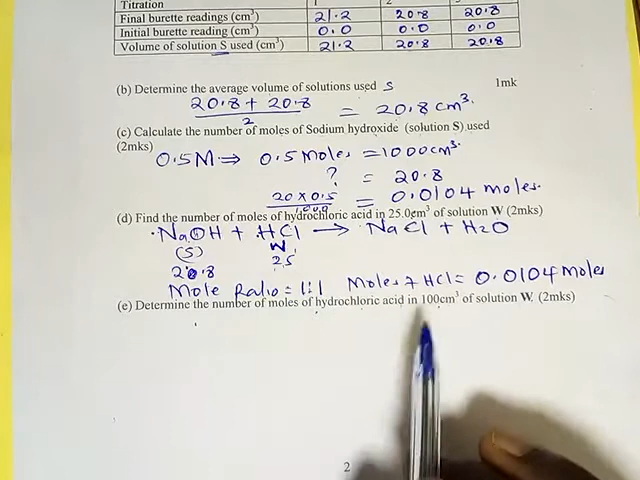 Titration 1 2 3
Final burette readings (cm³) 21.2 20.8 20.8
Initial burette reading (cm³) 0.0 0.0 0.0
Volume of solution S used (cm³) 21.2 20.8 20.8
(b) Determine the average volume of solutions used S 1mk
20.8 + 20.8
2
= 20.8 cm³.
(c) Calculate the number of moles of Sodium hydroxide (solution S) used
(2mks)
0.5M ⇒ 0.5 Moles = 1000cm³.
? = 20.8
20 x 0.5
1000
= 0.0104 moles.
(d) Find the number of moles of hydrochloric acid in 25.0cm³ of solution W (2mks)
NaOH + HCl → NaCl + H2O
(S) W
20.8 25
Mole Ratio = 1:1 Moles of HCl = 0.0104 Moles
(e) Determine the number of moles of hydrochloric acid in 100cm³ of solution W. (2mks)
2